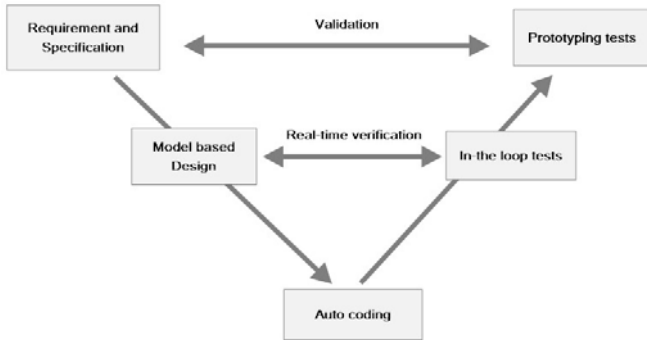 Requirement and
Specification
Validation
Prototyping tests
Model based
Design
Real-time verification
In-the loop tests
Auto coding